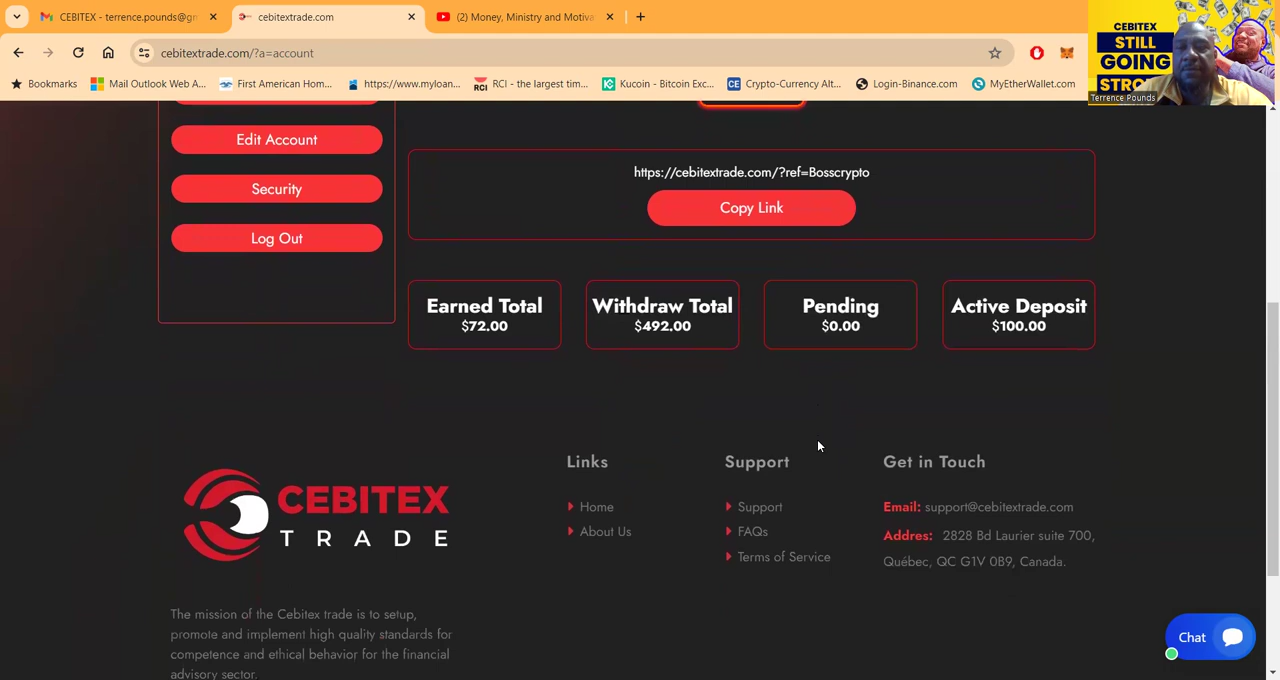 CEBITEX - terrence.pounds@gm
cebitextrade.com
(2) Money, Ministry and Motiva
cebitextrade.com/?a=account
Bookmarks
Mail Outlook Web A...
First American Hom...
https://www.myloan...
RCI - the largest tim...
Kucoin - Bitcoin Exc...
Crypto-Currency Alt...
Login-Binance.com
MyEtherWallet.com
CEBITEX
STILL
GOING
Terrence Pounds
Edit Account
Security
Log Out
https://cebitextrade.com/?ref=Bosscrypto
Copy Link
Earned Total
$72.00
Withdraw Total
$492.00
Pending
$0.00
Active Deposit
$100.00
CEBITEX
TRADE
The mission of the Cebitex trade is to setup,
promote and implement high quality standards for
competence and ethical behavior for the financial
advisory sector.
Links
Home
About Us
Support
Support
FAQs
Terms of Service
Get in Touch
Email: support@cebitextrade.com
Addres: 2828 Bd Laurier suite 700,
Québec, QC G1V 0B9, Canada.
Chat